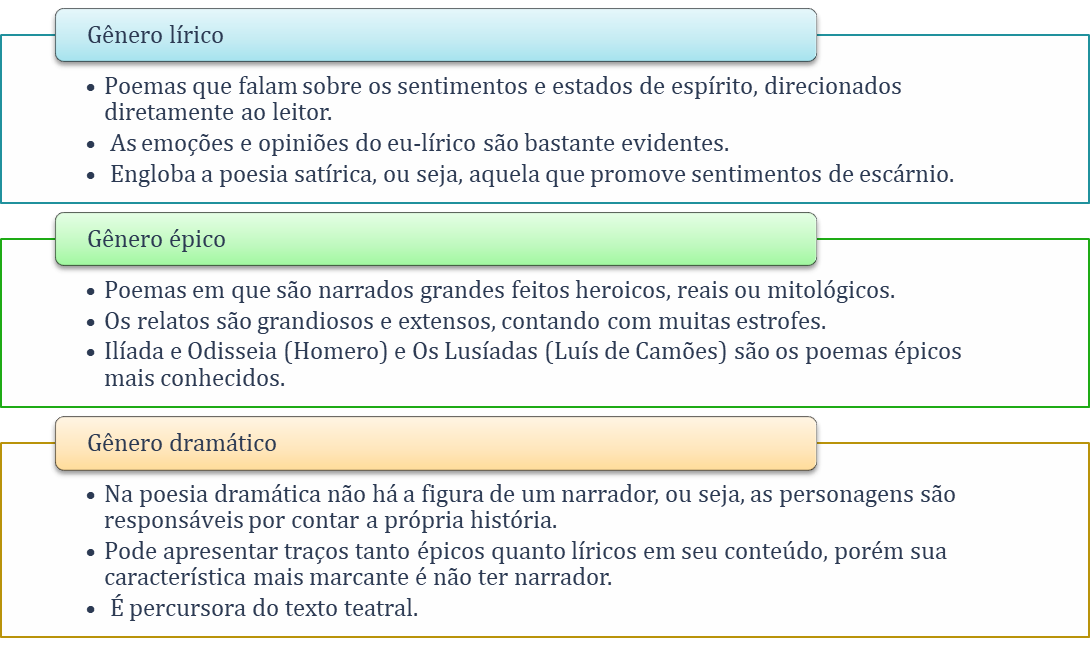 Gênero lírico
• Poemas que falam sobre os sentimentos e estados de espírito, direcionados
diretamente ao leitor.
• As emoções e opiniões do eu-lírico são bastante evidentes.
• Engloba a poesia satírica, ou seja, aquela que promove sentimentos de escárnio.
Gênero épico
• Poemas em que são narrados grandes feitos heroicos, reais ou mitológicos.
• Os relatos são grandiosos e extensos, contando com muitas estrofes.
• Ilíada e Odisseia (Homero) e Os Lusíadas (Luís de Camões) são os poemas épicos
mais conhecidos.
Gênero dramático
• Na poesia dramática não há a figura de um narrador, ou seja, as personagens são
responsáveis por contar a própria história.
• Pode apresentar traços tanto épicos quanto líricos em seu conteúdo, porém sua
característica mais marcante é não ter narrador.
• É percursora do texto teatral.